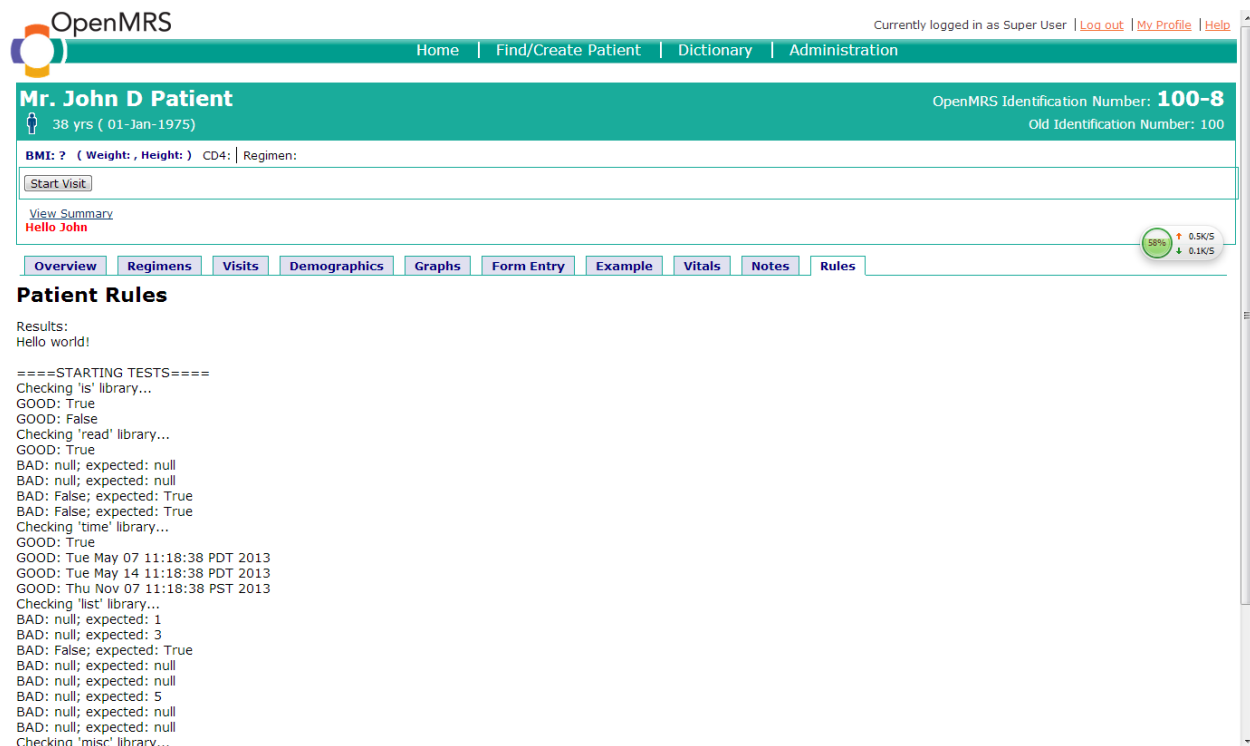 OpenMRS
Currently logged in as Super User | Log out | My Profile | Help
Home | Find/Create Patient | Dictionary | Administration
Mr. John D Patient
OpenMRS Identification Number: 100-8
38 yrs ( 01-Jan-1975)
Old Identification Number: 100
BMI: ? ( Weight: , Height: ) CD4: | Regimen:
Start Visit
View Summary
Hello John
58% 0.5K/S
0.1K/S
Overview Regimens Visits Demographics Graphs Form Entry Example Vitals Notes Rules
Patient Rules
Results:
Hello world!
====STARTING TESTS====
Checking 'is' library...
GOOD: True
GOOD: False
Checking 'read' library...
GOOD: True
BAD: null; expected: null
BAD: null; expected: null
BAD: False; expected: True
BAD: False; expected: True
Checking 'time' library...
GOOD: True
GOOD: Tue May 07 11:18:38 PDT 2013
GOOD: Tue May 14 11:18:38 PDT 2013
GOOD: Thu Nov 07 11:18:38 PST 2013
Checking 'list' library...
BAD: null; expected: 1
BAD: null; expected: 3
BAD: False; expected: True
BAD: null; expected: null
BAD: null; expected: null
BAD: null; expected: 5
BAD: null; expected: null
BAD: null; expected: null
Checking 'misc' library...